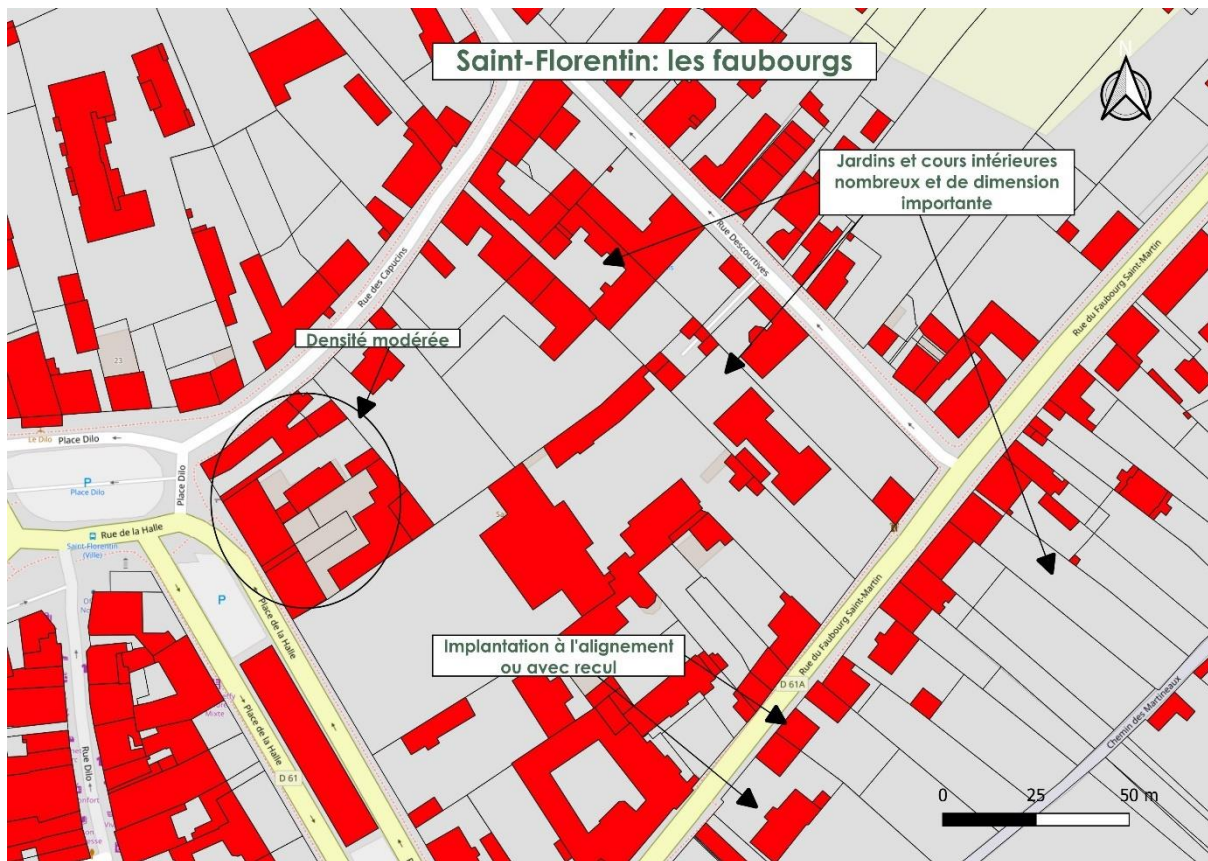 Saint-Florentin: les faubourgs
N
Jardins et cours intérieures
nombreux et de dimension
importante
Rue Descourtives
Rue du Faubourg Saint-Martin
Rue des Capucins
Densité modérée
23
Le Dilo
Place Dilo
P
Place Dilo
Place Dilo
Rue de la Halle
Saint-Florentin
(Ville)
P
Place de la Halle
Implantation à l'alignement
ou avec recul
Rue du Faubourg Saint-Martin
D 61A
Chemin des Martineaux
Place de la Halle
D 61
Mixte
Rue Dilo
0 25 50 m